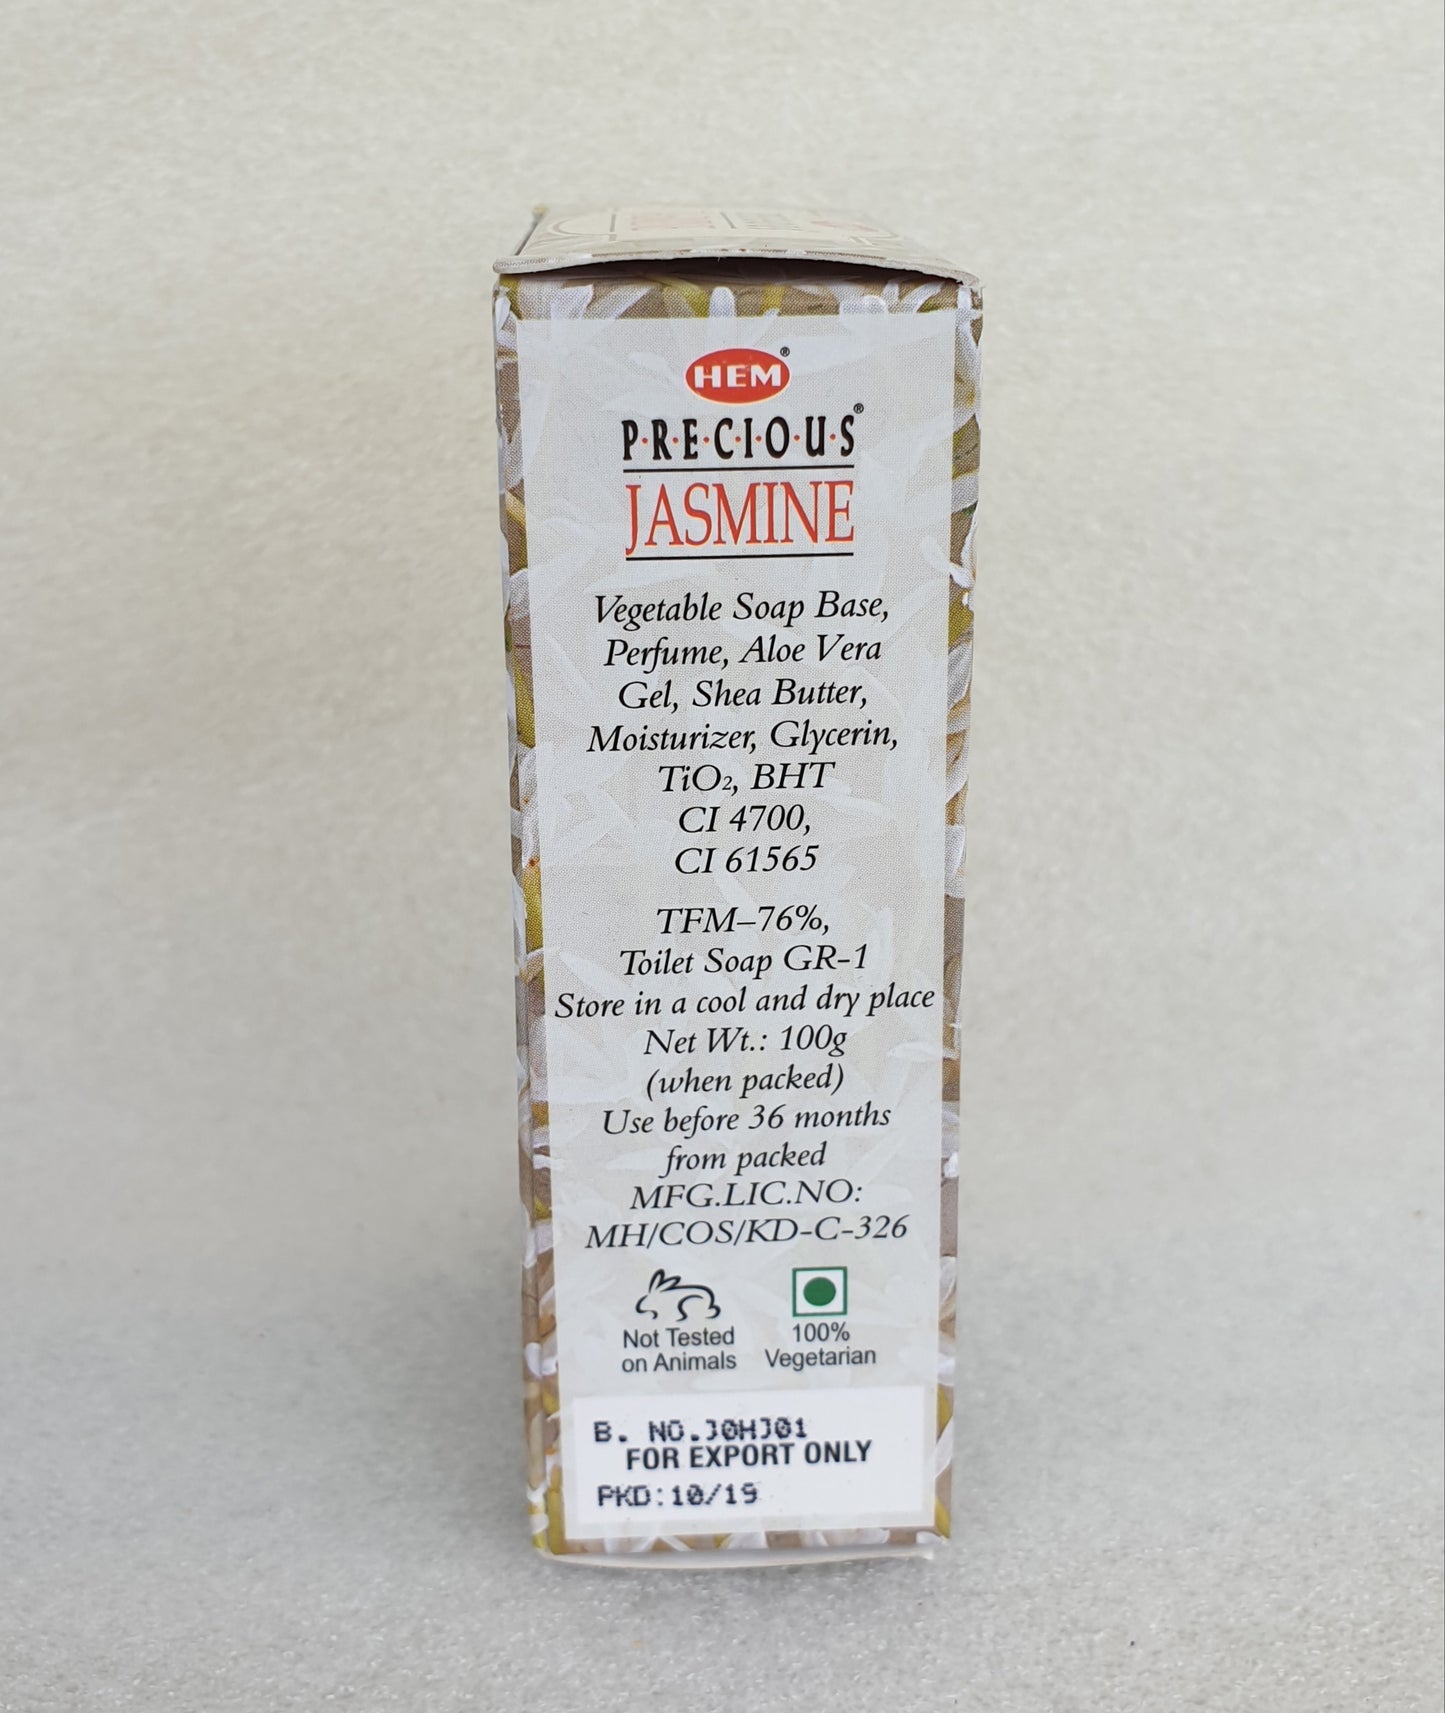 HEM®
P·R·E·C·I·O·U·S®
JASMINE
Vegetable Soap Base,
Perfume, Aloe Vera
Gel, Shea Butter,
Moisturizer, Glycerin,
TiO₂, BHT
CI 4700,
CI 61565
TFM–76%,
Toilet Soap GR-1
Store in a cool and dry place
Net Wt.: 100g
(when packed)
Use before 36 months
from packed
MFG.LIC.NO:
MH/COS/KD-C-326
Not Tested
on Animals
100%
Vegetarian
B. NO.J0HJ01
FOR EXPORT ONLY
PKD:10/19